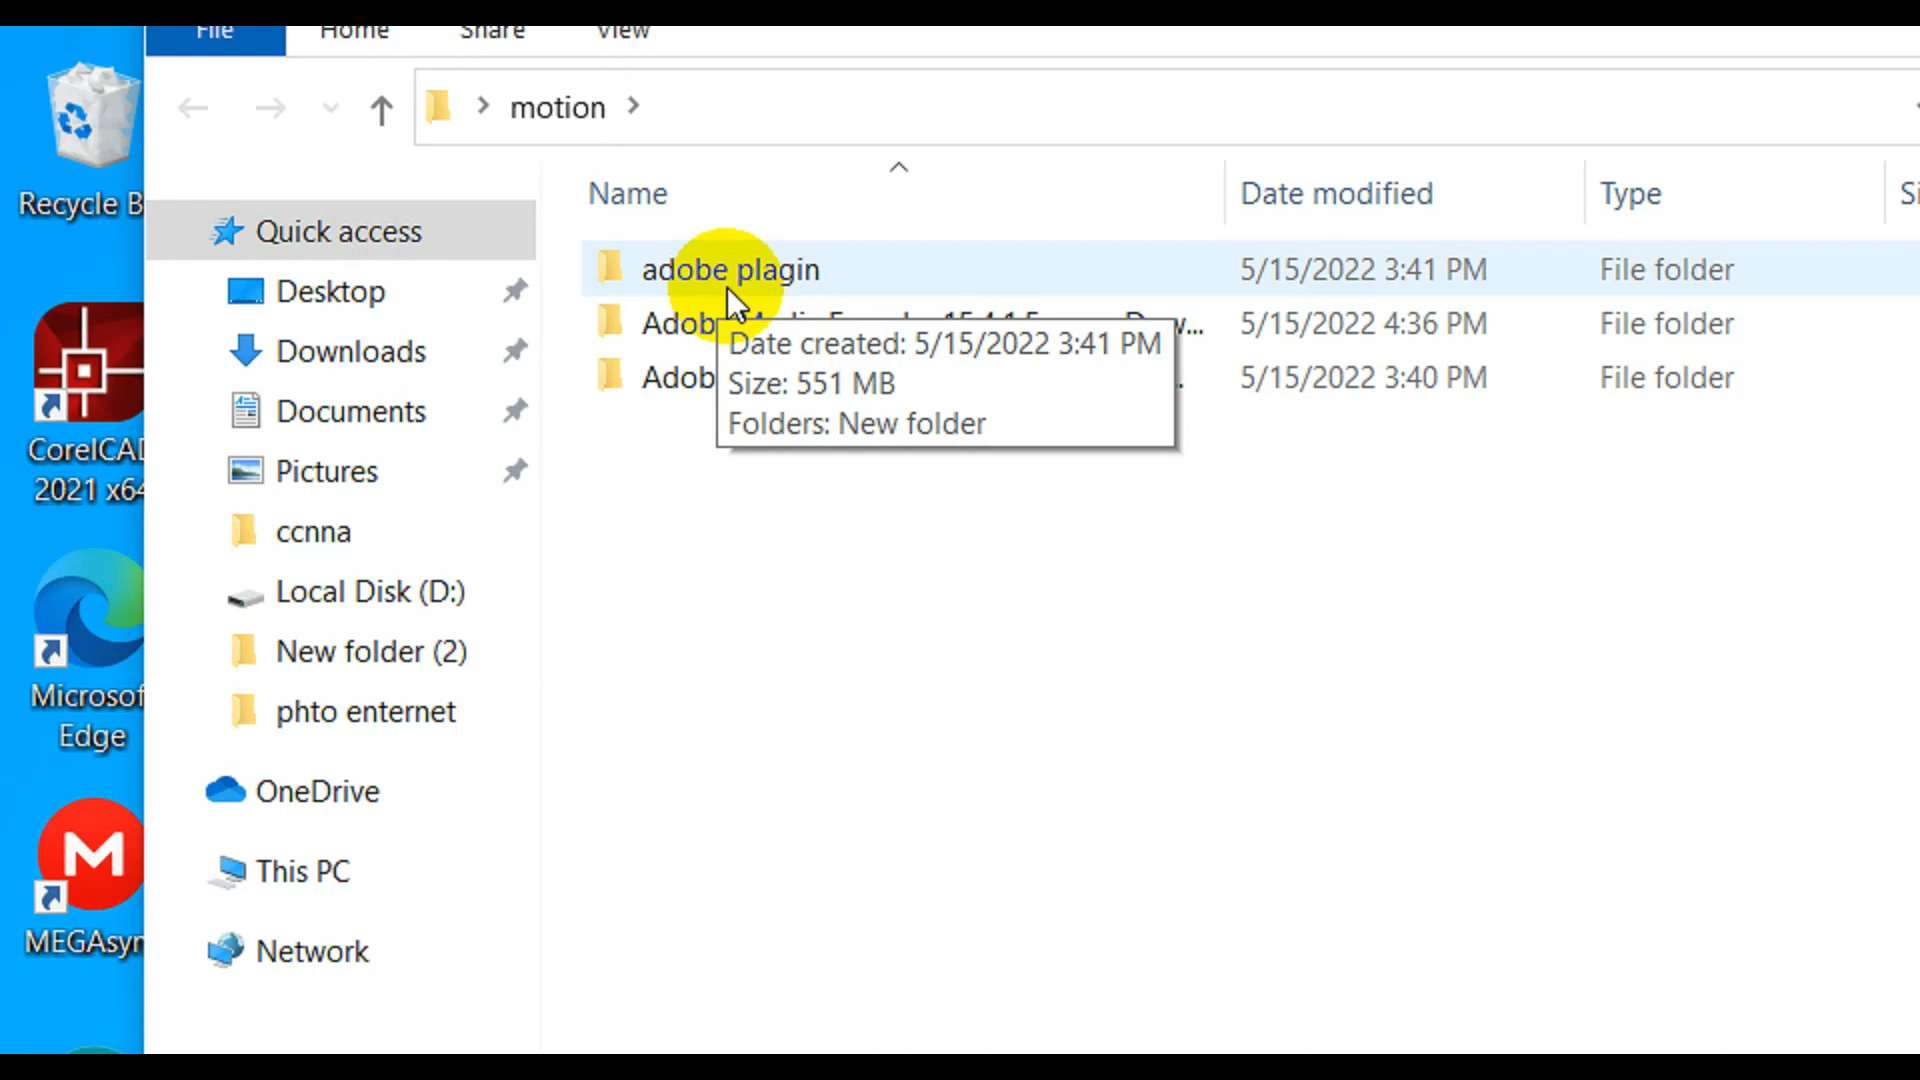 File Home Share View
motion
Name Date modified Type
Recycle B
Quick access
adobe plagin 5/15/2022 3:41 PM File folder
Desktop
Adob 5/15/2022 4:36 PM File folder
Date created: 5/15/2022 3:41 PM
Downloads
Adob 5/15/2022 3:40 PM File folder
Size: 551 MB
Folders: New folder
Documents
CorelCAD
2021 x64
Pictures
ccnna
Local Disk (D:)
New folder (2)
Microsof
Edge
phto enternet
OneDrive
This PC
MEGAsyn
Network